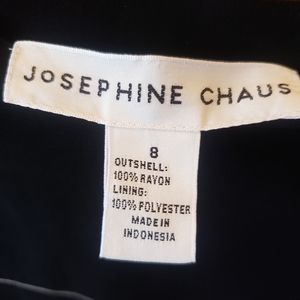 JOSEPHINE CHAUS
8
OUTSHELL:
100% RAYON
LINING:
100% POLYESTER
MADE IN
INDONESIA